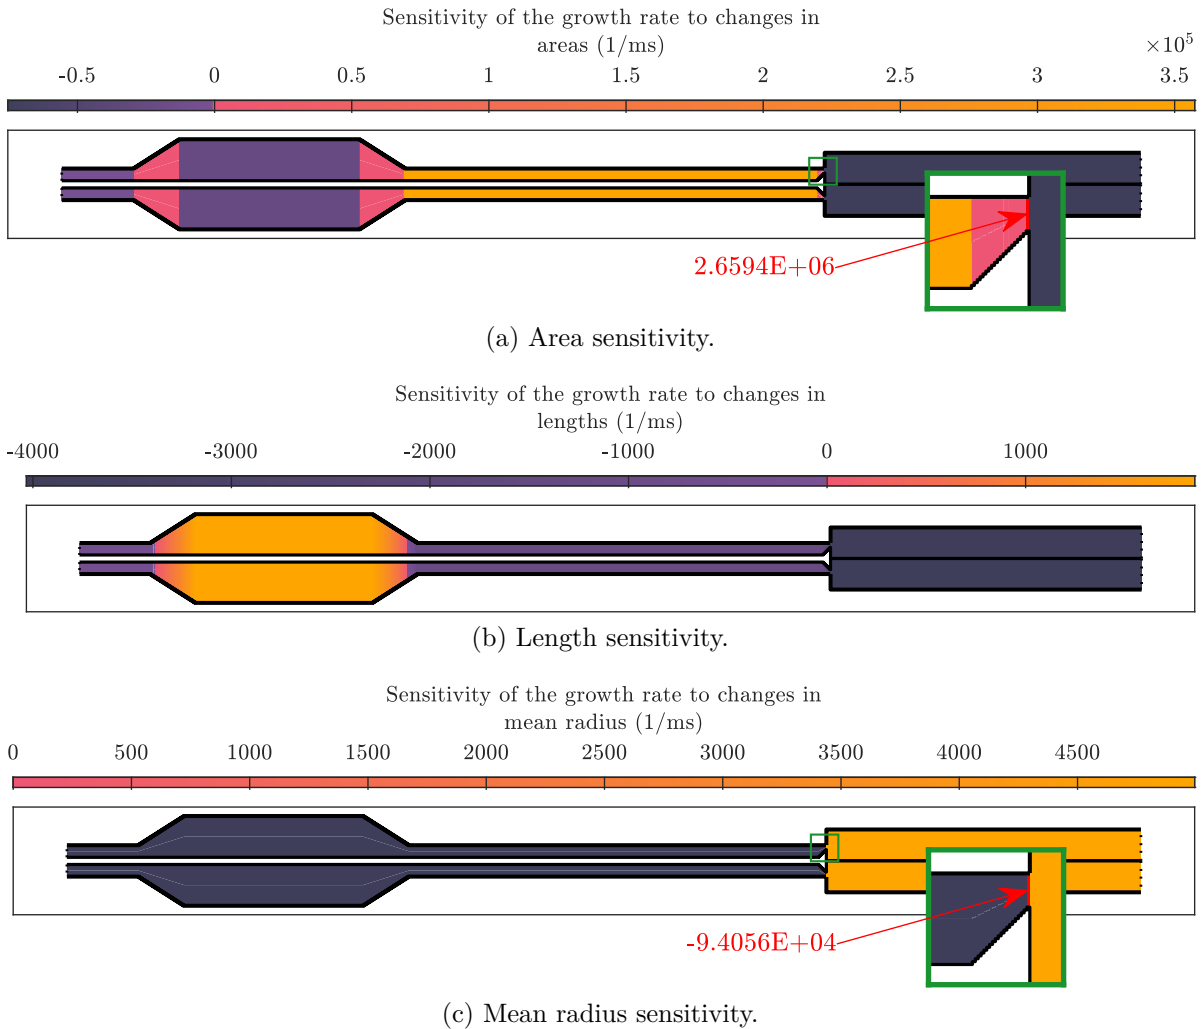 Sensitivity of the growth rate to changes in
areas (1/ms)
×10⁵
-0.5 0 0.5 1 1.5 2 2.5 3 3.5
2.6594E+06
(a) Area sensitivity.
Sensitivity of the growth rate to changes in
lengths (1/ms)
-4000 -3000 -2000 -1000 0 1000
(b) Length sensitivity.
Sensitivity of the growth rate to changes in
mean radius (1/ms)
0 500 1000 1500 2000 2500 3000 3500 4000 4500
-9.4056E+04
(c) Mean radius sensitivity.